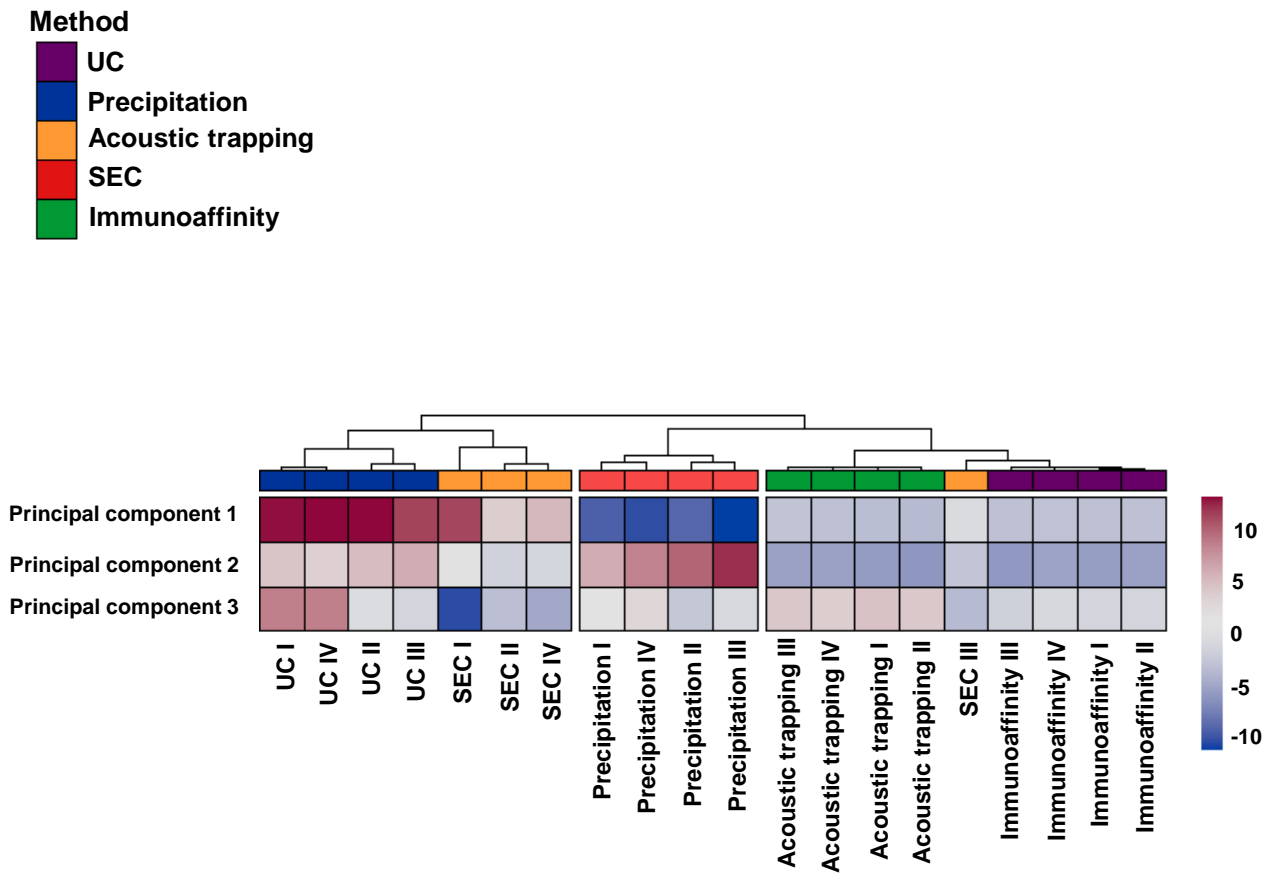 Method
UC
Precipitation
Acoustic trapping
SEC
Immunoaffinity
Principal component 1
Principal component 2
Principal component 3
10
5
0
-5
-10
UC I
UC IV
UC II
UC III
SEC I
SEC II
SEC IV
Precipitation I
Precipitation IV
Precipitation II
Precipitation III
Acoustic trapping III
Acoustic trapping IV
Acoustic trapping I
Acoustic trapping II
SEC III
Immunoaffinity III
Immunoaffinity IV
Immunoaffinity I
Immunoaffinity II